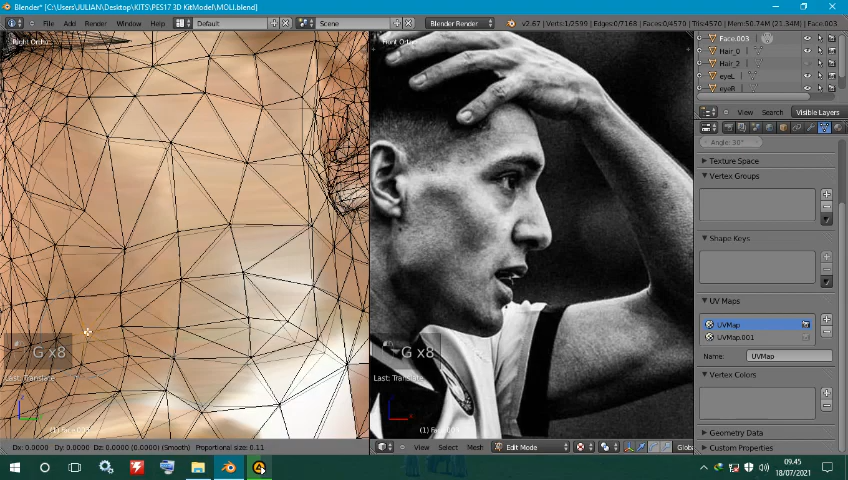 Blender* [C:\Users\JULIAN\Desktop\KITS\PES17 3D KitModel\MOLI.blend]
File Render Window Help
Default
Scene
Blender Render
v2.67 | Verts:1/2599 | Edges:0/7168 | Faces:0/4570 | Tris:4570 | Mem:50.74M (21.34M) | Face.003
Right Ortho
Front Ortho
Face.003
Hair_0
Hair_2
eyeL
eyeR
View Search Visible Layers
Angle: 30°
Texture Space
Vertex Groups
Shape Keys
UV Maps
UVMap
UVMap.001
Name: UVMap
Vertex Colors
Geometry Data
Custom Properties
G x8
Last: Translate
G x8
Last: Translate
Dx: 0.0000 Dy: 0.0000 Dz: 0.0000 (0.0000) (Smooth) Proportional size: 0.11
View Select Mesh Edit Mode
09.45
18/07/2021